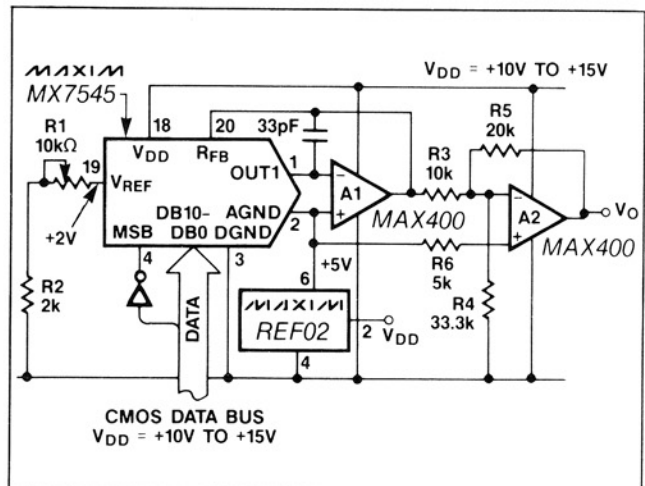 MAXIM
MX7545
VDD = +10V TO +15V
R1
10kΩ
18
20
33pF
R5
20k
19
VDD
RFB
1
R3
10k
OUT1
VREF
A1
DB10-
DB0
AGND
2
MAX400
A2
VO
+2V
MSB
DGND
MAX400
4
3
6
+5V
R6
5k
R2
2k
DATA
MAXIM
REF02
2
VDD
R4
33.3k
4
CMOS DATA BUS
VDD = +10V TO +15V